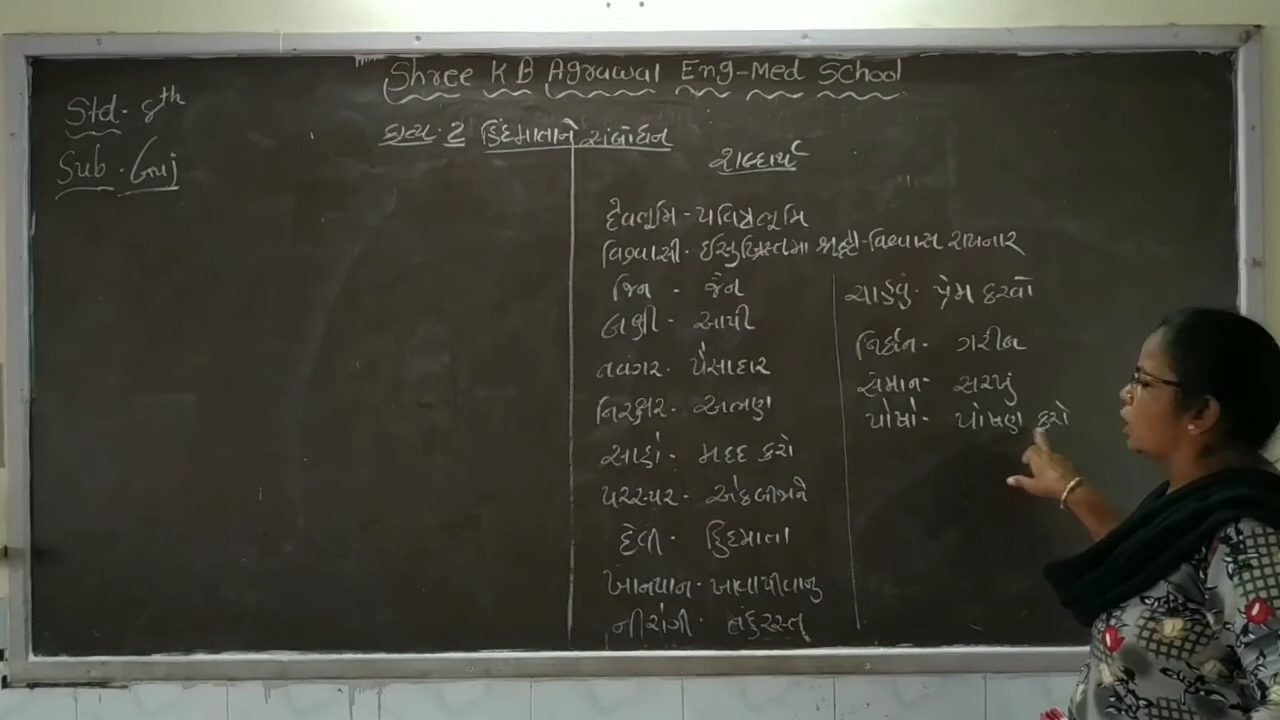 Shree KB Agrawal Eng-Med School
Std. 8th
Sub. Guj
કાવ્ય. 2 હિંદમાતાને સંબોધન
શબ્દાર્થ
દેવભૂમિ - પવિત્રભૂમિ
વિશ્વાસી. ઈસુખ્રિસ્તમા શ્રદ્ધા-વિશ્વાસ રાખનાર
જિન - જૈન
બક્ષી. આપી
તવંગર. પૈસાદાર
નિરક્ષર. અભણ
સાહો. મદદ કરો
પરસ્પર. એકબીજાને
દેવી. હિંદમાતા
ખાનપાન. ખાવાપીવાનુ
નીરોગી. તંદુરસ્ત
ચાહવું. પ્રેમ કરવો
નિર્ધન. ગરીબ
સમાન- સરખું
પોષો- પોષણ કરો